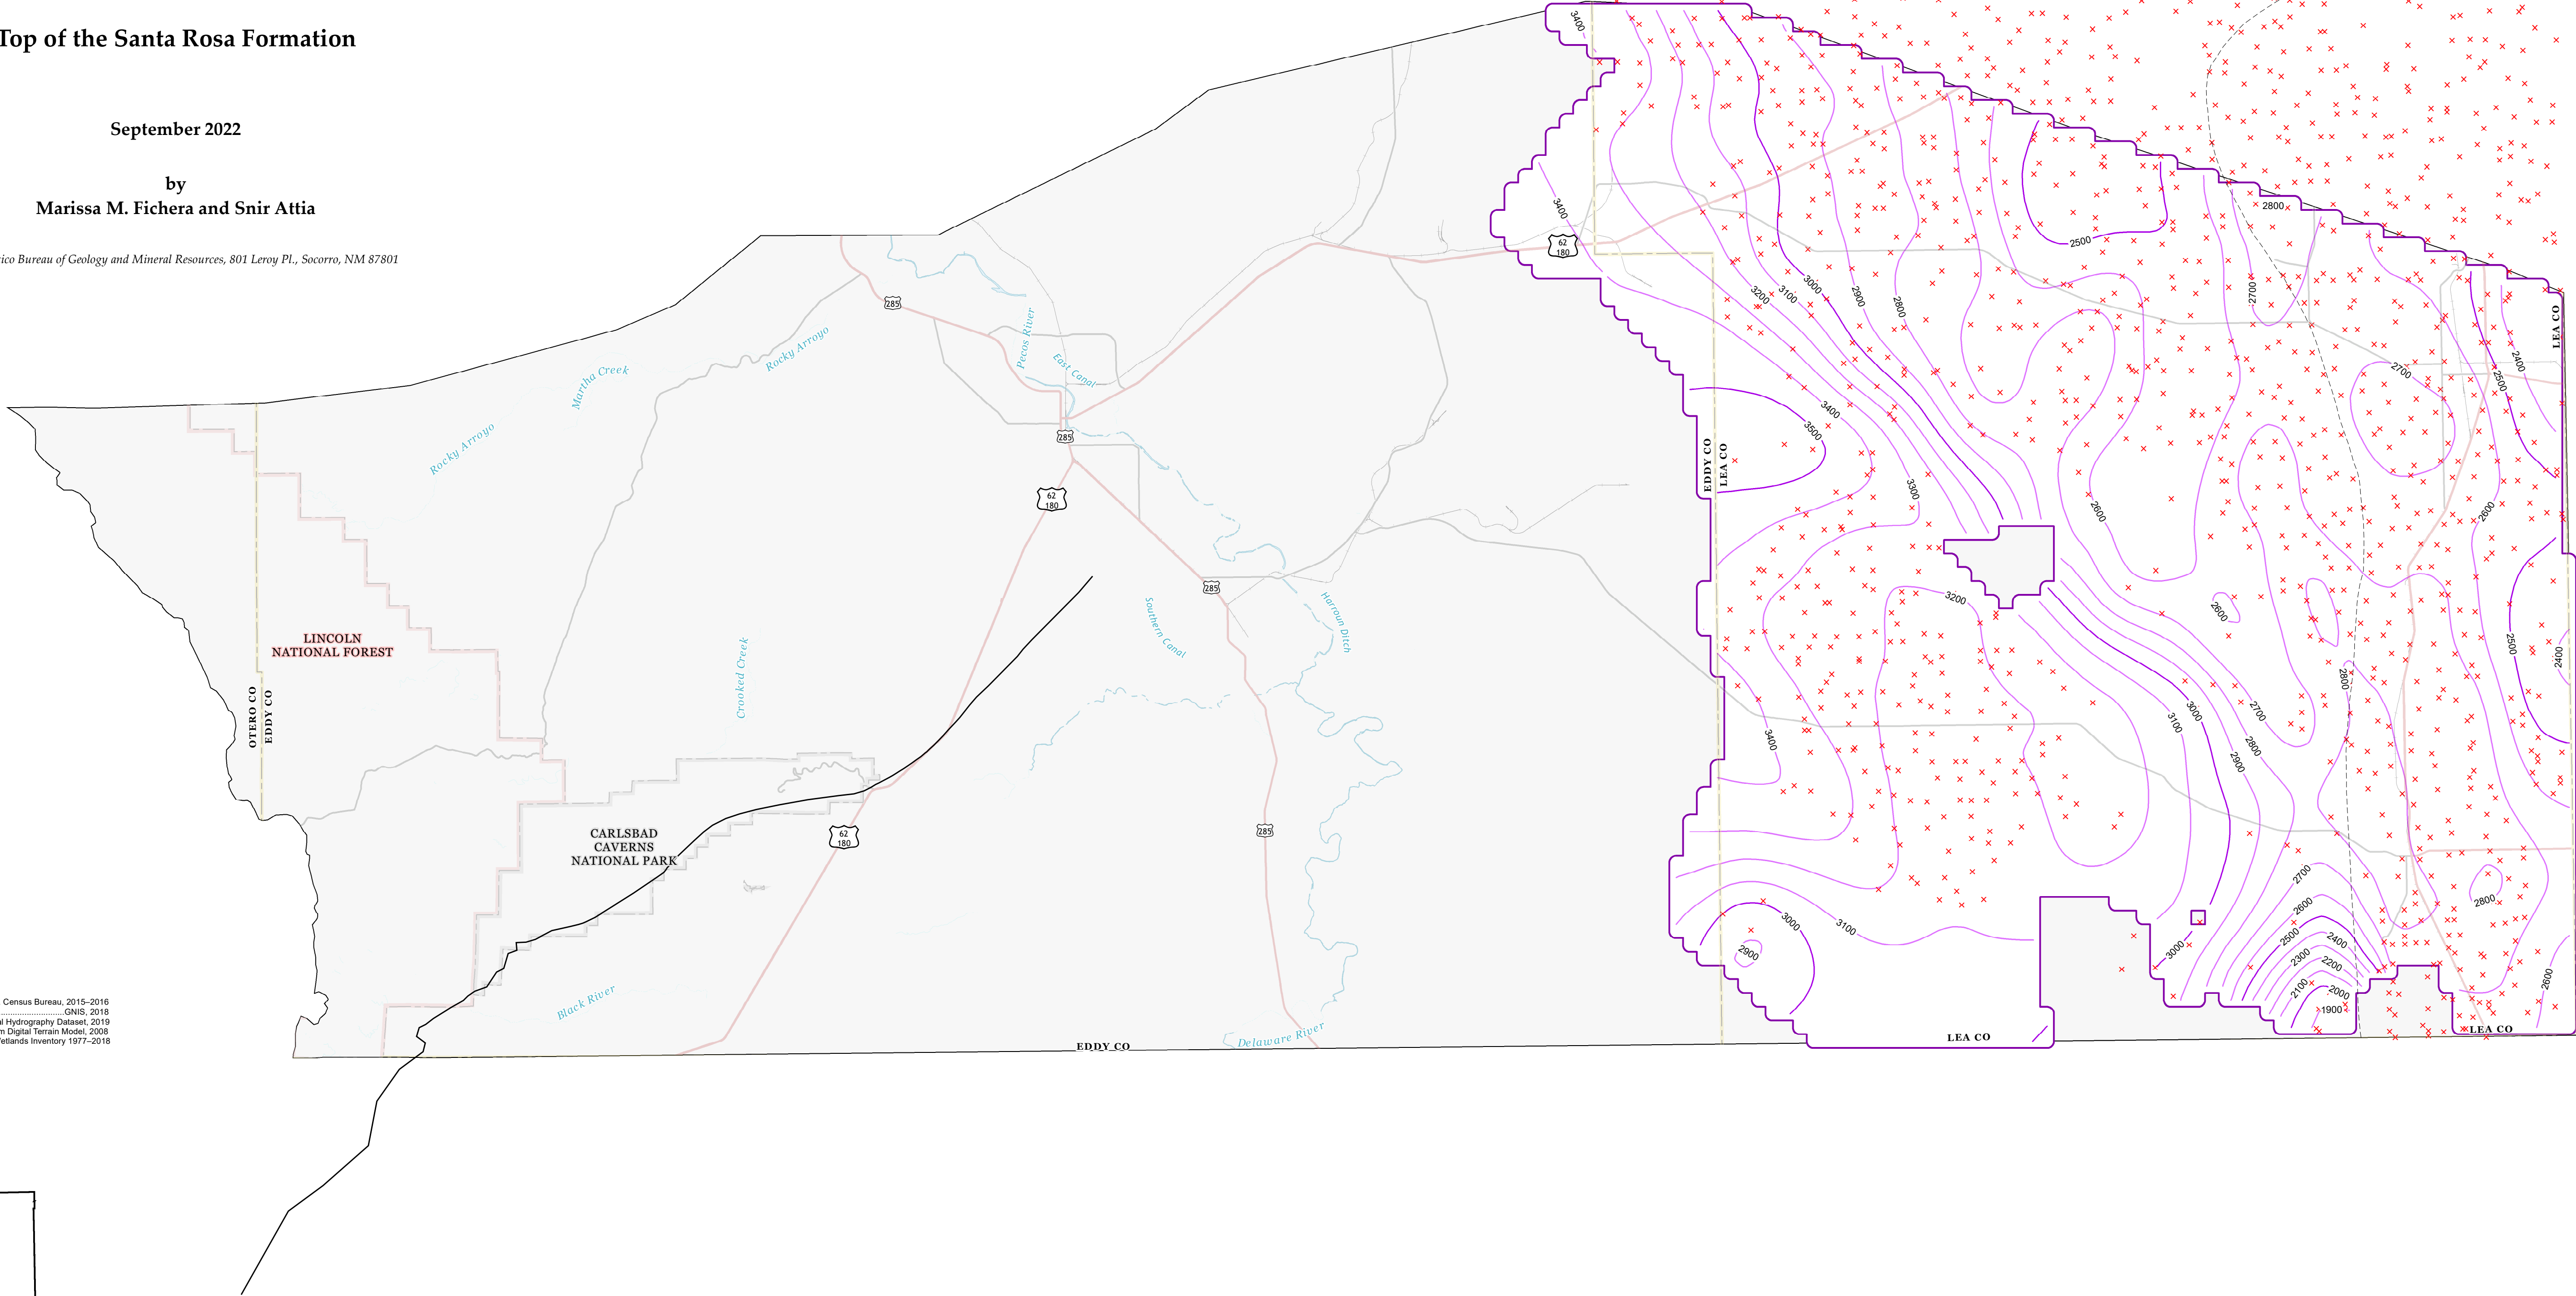 Top of the Santa Rosa Formation
September 2022
by
Marissa M. Fichera and Snir Attia
ico Bureau of Geology and Mineral Resources, 801 Leroy Pl., Socorro, NM 87801
3400
3400
62
180
2800
2500
285
Rocky Arroyo
Pecos River
East Canal
3200
3100
3000
2900
2800
2700
LEA CO
Martha Creek
Rocky Arroyo
2400
2500
2700
3400
3500
285
EDDY CO
LEA CO
62
180
3300
2600
2600
285
Southern Canal
Harroun Ditch
3200
2600
LINCOLN
NATIONAL FOREST
Crooked Creek
2500
2400
2800
OTERO CO
EDDY CO
3400
3100
3000
2700
2800
2900
CARLSBAD
CAVERNS
NATIONAL PARK
62
180
285
2700
2600
2500
2400
2300
2200
2100
2000
1900
2800
3000
3100
2900
3000
2600
Black River
Census Bureau, 2015–2016
GNIS, 2018
al Hydrography Dataset, 2019
m Digital Terrain Model, 2008
Wetlands Inventory 1977–2018
Delaware River
EDDY CO
LEA CO
LEA CO